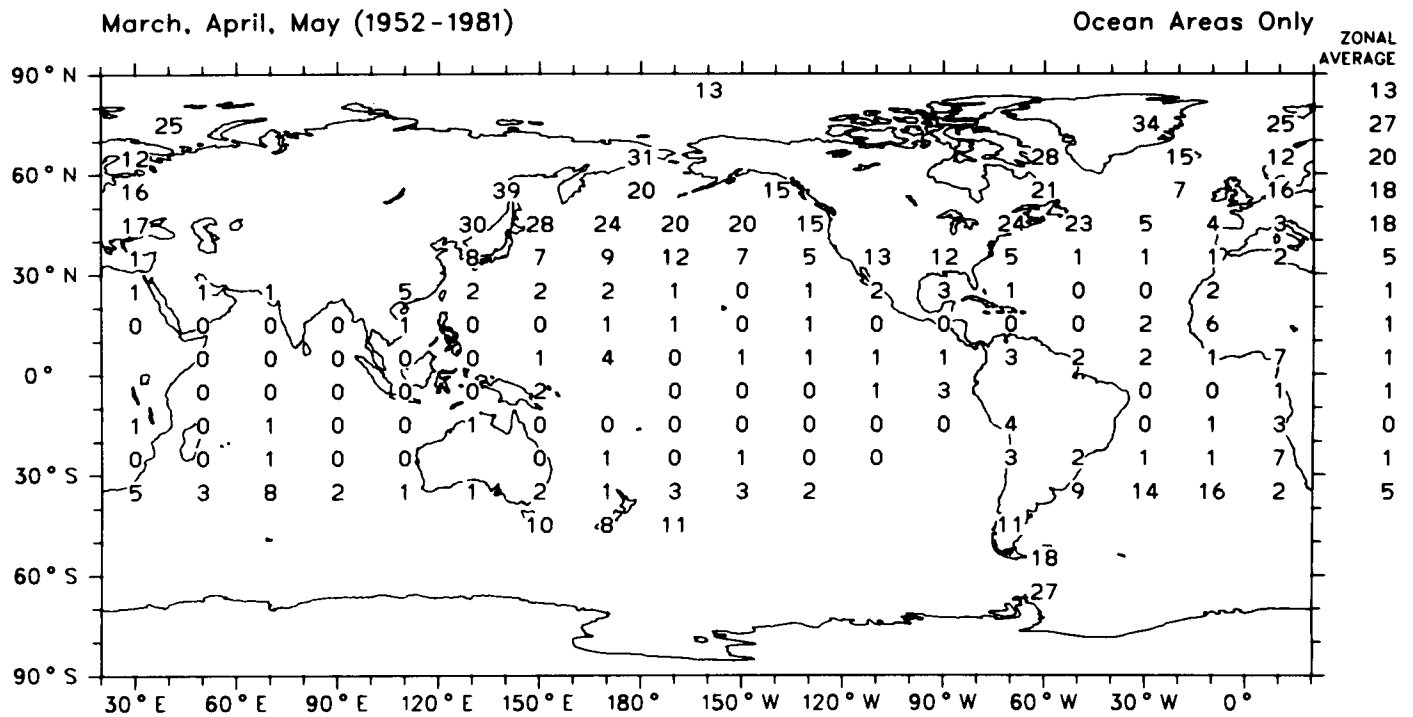 March, April, May (1952-1981) Ocean Areas Only
ZONAL
AVERAGE
90° N 13 13
25 34 25 27
12 31 28 15 12 20
60° N
16 39 20 15 21 7 16 18
17 30 28 24 20 20 15 24 23 5 4 3 18
1 8 7 9 12 7 5 13 12 5 1 1 1 2 5
30° N
1 1 1 5 2 2 2 1 0 1 2 3 1 0 0 2 1
0 0 0 0 1 0 0 1 1 0 1 0 0 0 0 2 6 1
0 0 0 0 0 1 4 0 1 1 1 1 3 2 2 1 7 1
0°
0 0 0 0 0 2 0 0 0 1 3 0 0 1 1
1 0 1 0 0 1 0 0 0 0 0 0 0 4 0 1 3 0
0 0 1 0 0 0 1 0 1 0 0 3 2 1 1 7 1
30° S
5 3 8 2 1 1 2 1 3 3 2 9 14 16 2 5
10 8 11 11
18
60° S
27
90° S
30° E 60° E 90° E 120° E 150° E 180° 150° W 120° W 90° W 60° W 30° W 0°